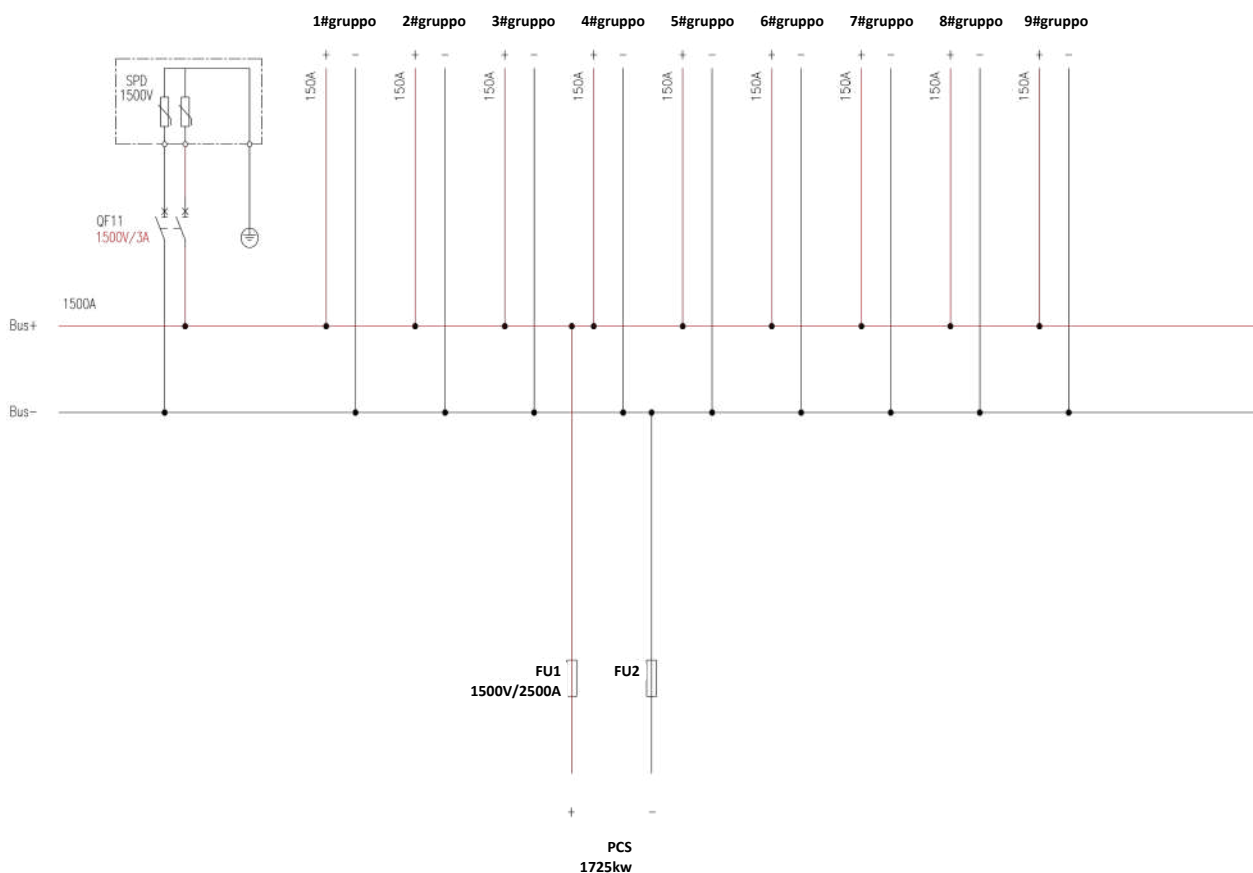 1#gruppo 2#gruppo 3#gruppo 4#gruppo 5#gruppo 6#gruppo 7#gruppo 8#gruppo 9#gruppo
+ − + − + − + − + − + − + − + − + −
150A 150A 150A 150A 150A 150A 150A 150A 150A
SPD
1500V
QF11
1500V/3A
1500A
Bus+
Bus−
FU1 FU2
1500V/2500A
+ −
PCS
1725kw